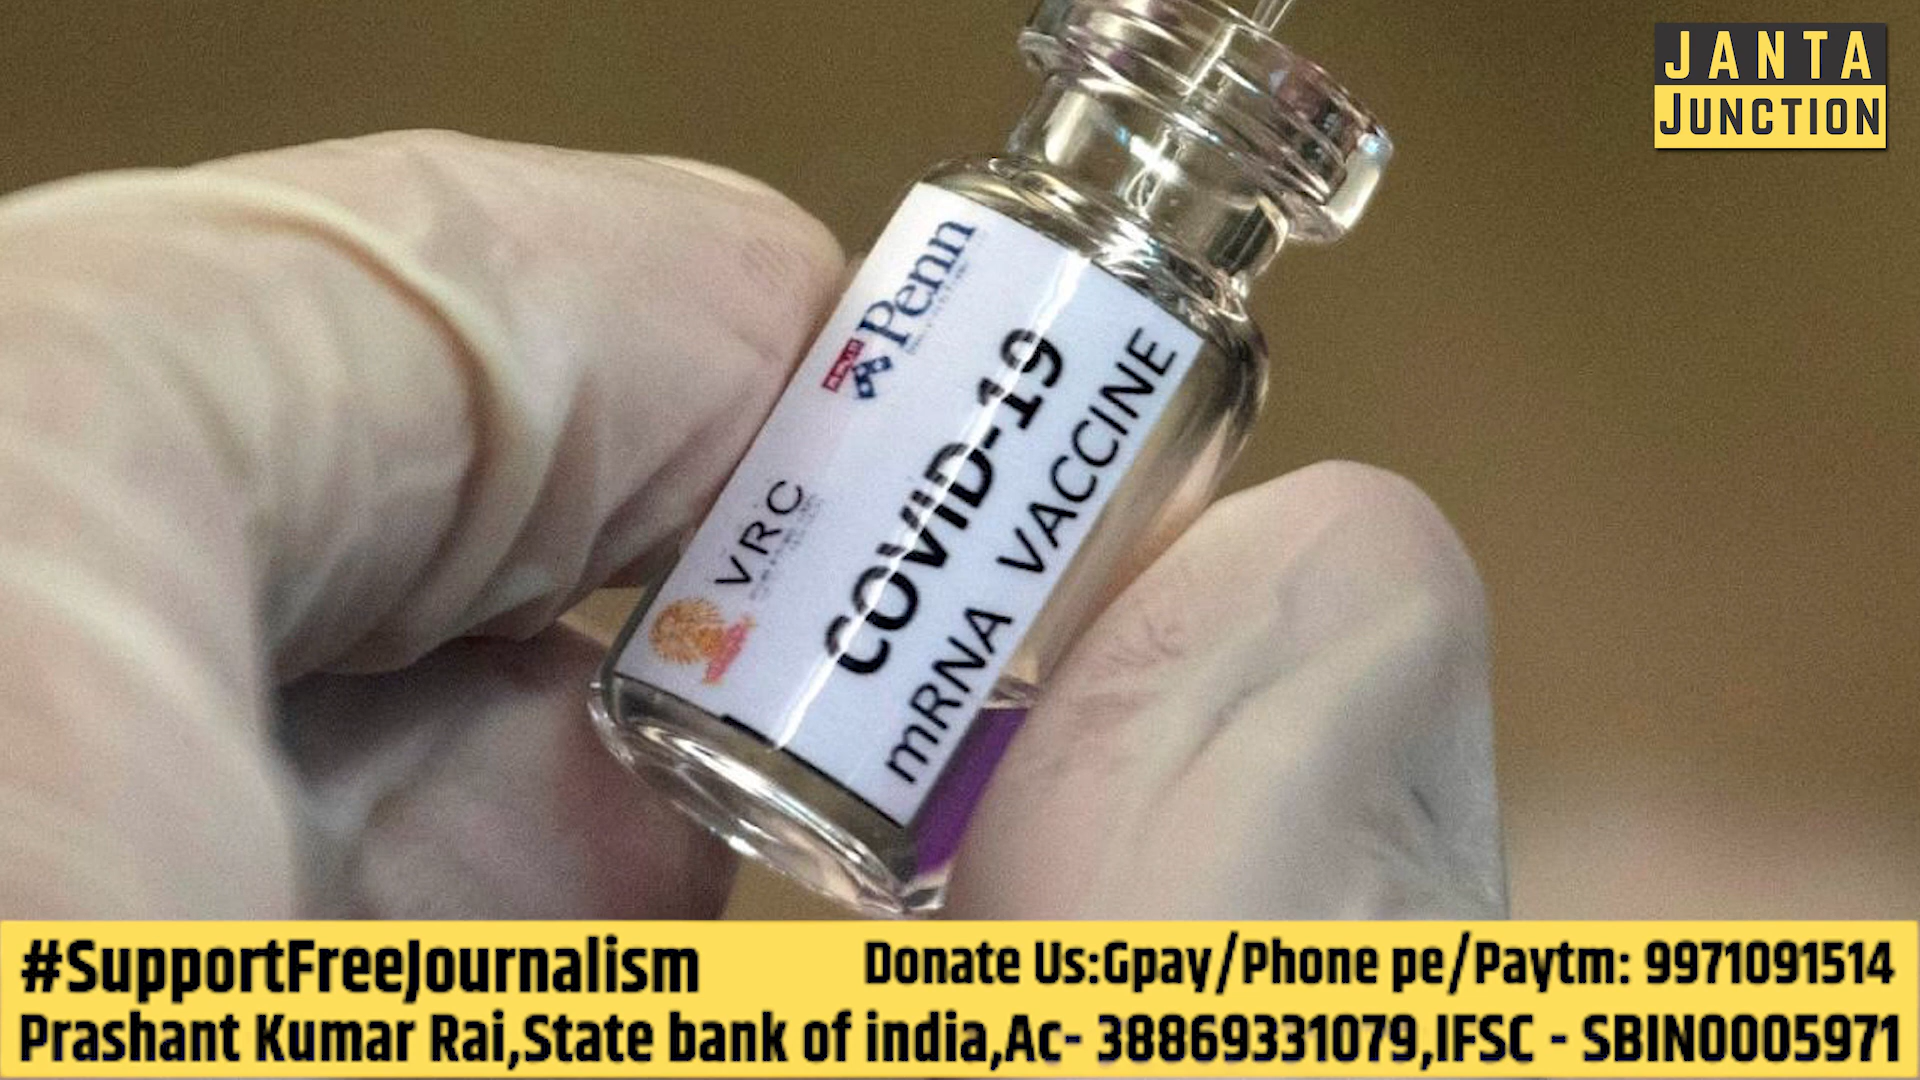 JANTA
JUNCTION
Penn
VRC
COVID-19
mRNA VACCINE
#SupportFreeJournalism
Donate Us:Gpay/Phone pe/Paytm: 9971091514
Prashant Kumar Rai,State bank of india,Ac- 38869331079,IFSC - SBIN0005971